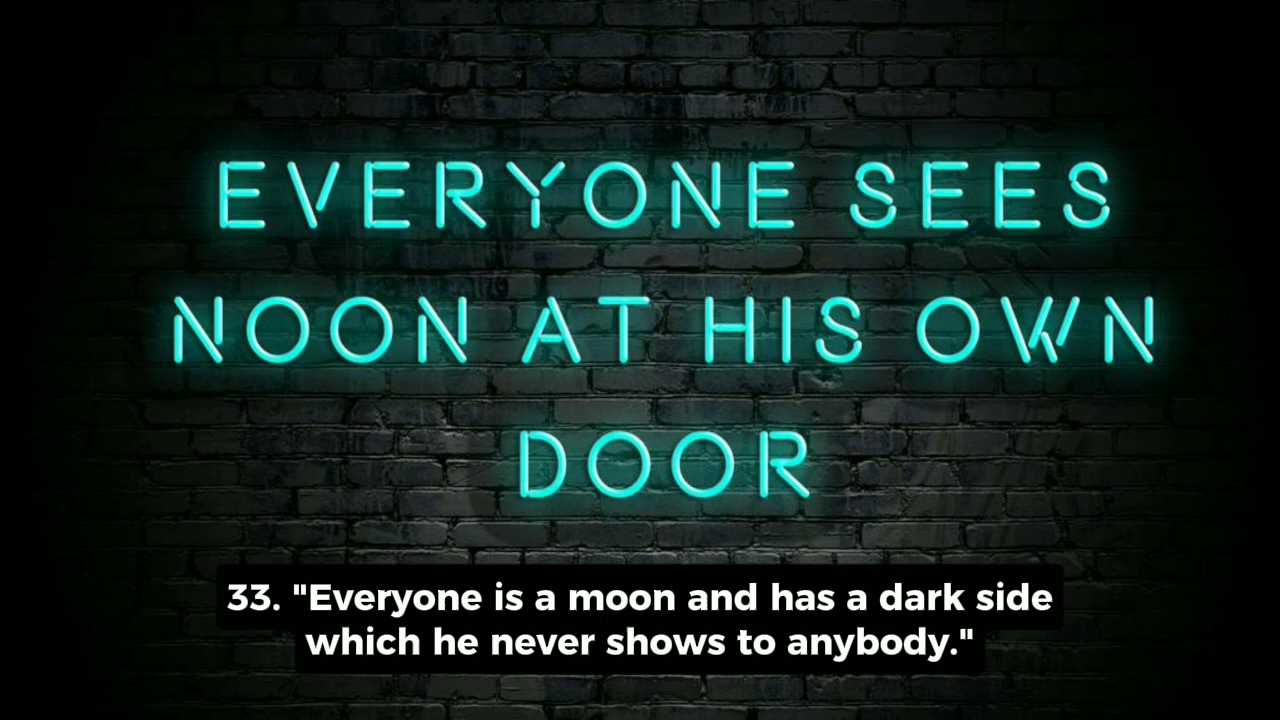 EVERYONE SEES
NOON AT HIS OWN
DOOR
33. "Everyone is a moon and has a dark side
which he never shows to anybody."